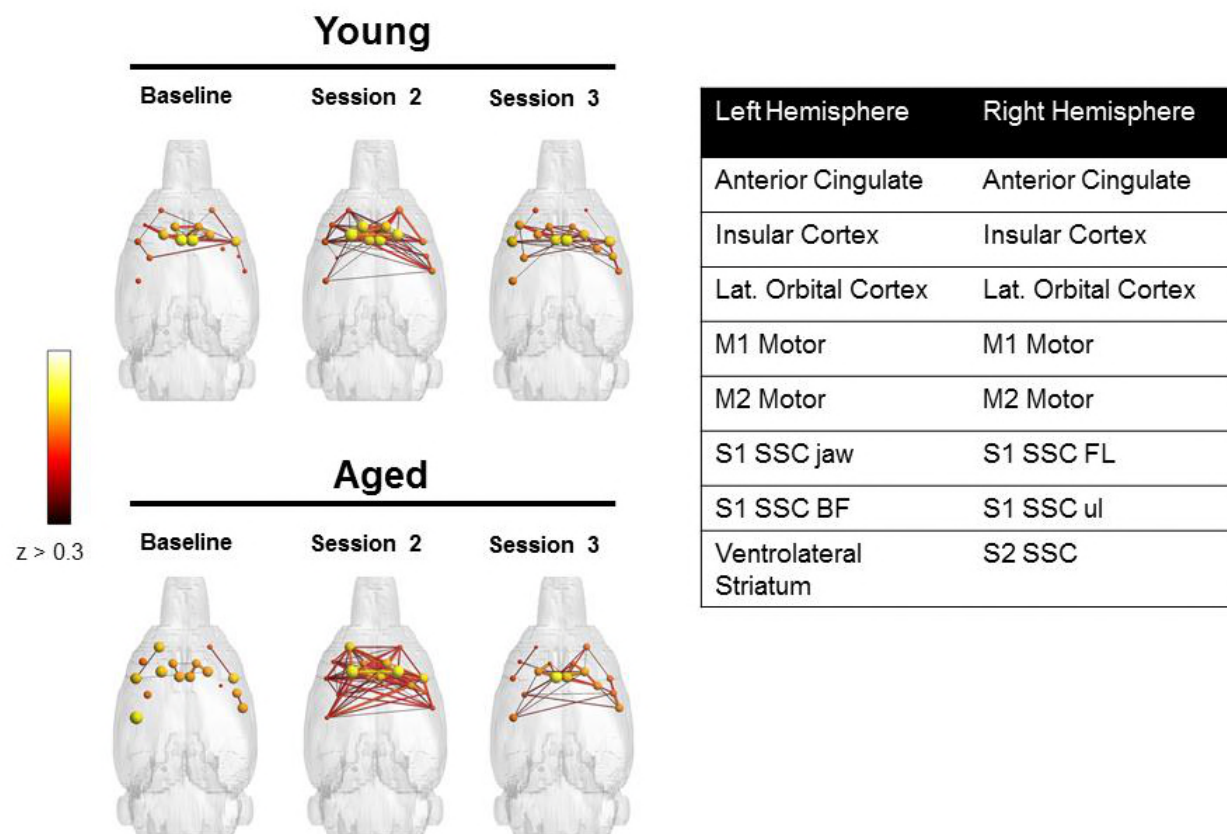 Young
Baseline Session 2 Session 3
z > 0.3
Aged
Baseline Session 2 Session 3
Left Hemisphere Right Hemisphere
Anterior Cingulate Anterior Cingulate
Insular Cortex Insular Cortex
Lat. Orbital Cortex Lat. Orbital Cortex
M1 Motor M1 Motor
M2 Motor M2 Motor
S1 SSC jaw S1 SSC FL
S1 SSC BF S1 SSC ul
Ventrolateral S2 SSC
Striatum